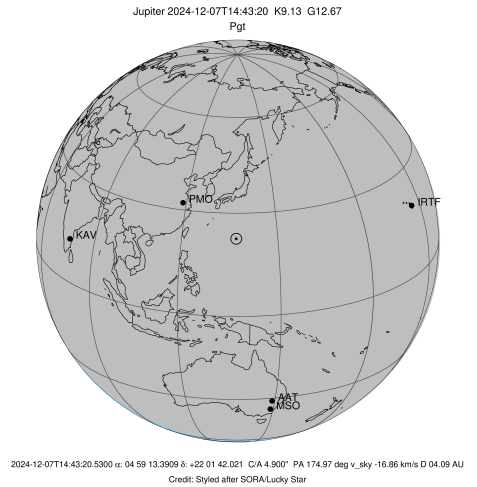 Jupiter 2024-12-07T14:43:20 K9.13 G12.67
Pgt
PMO
IRTF
KAV
AAT
MSO
2024-12-07T14:43:20.5300 α: 04 59 13.3909 δ: +22 01 42.021 C/A 4.900" PA 174.97 deg v_sky -16.86 km/s D 04.09 AU
Credit: Styled after SORA/Lucky Star